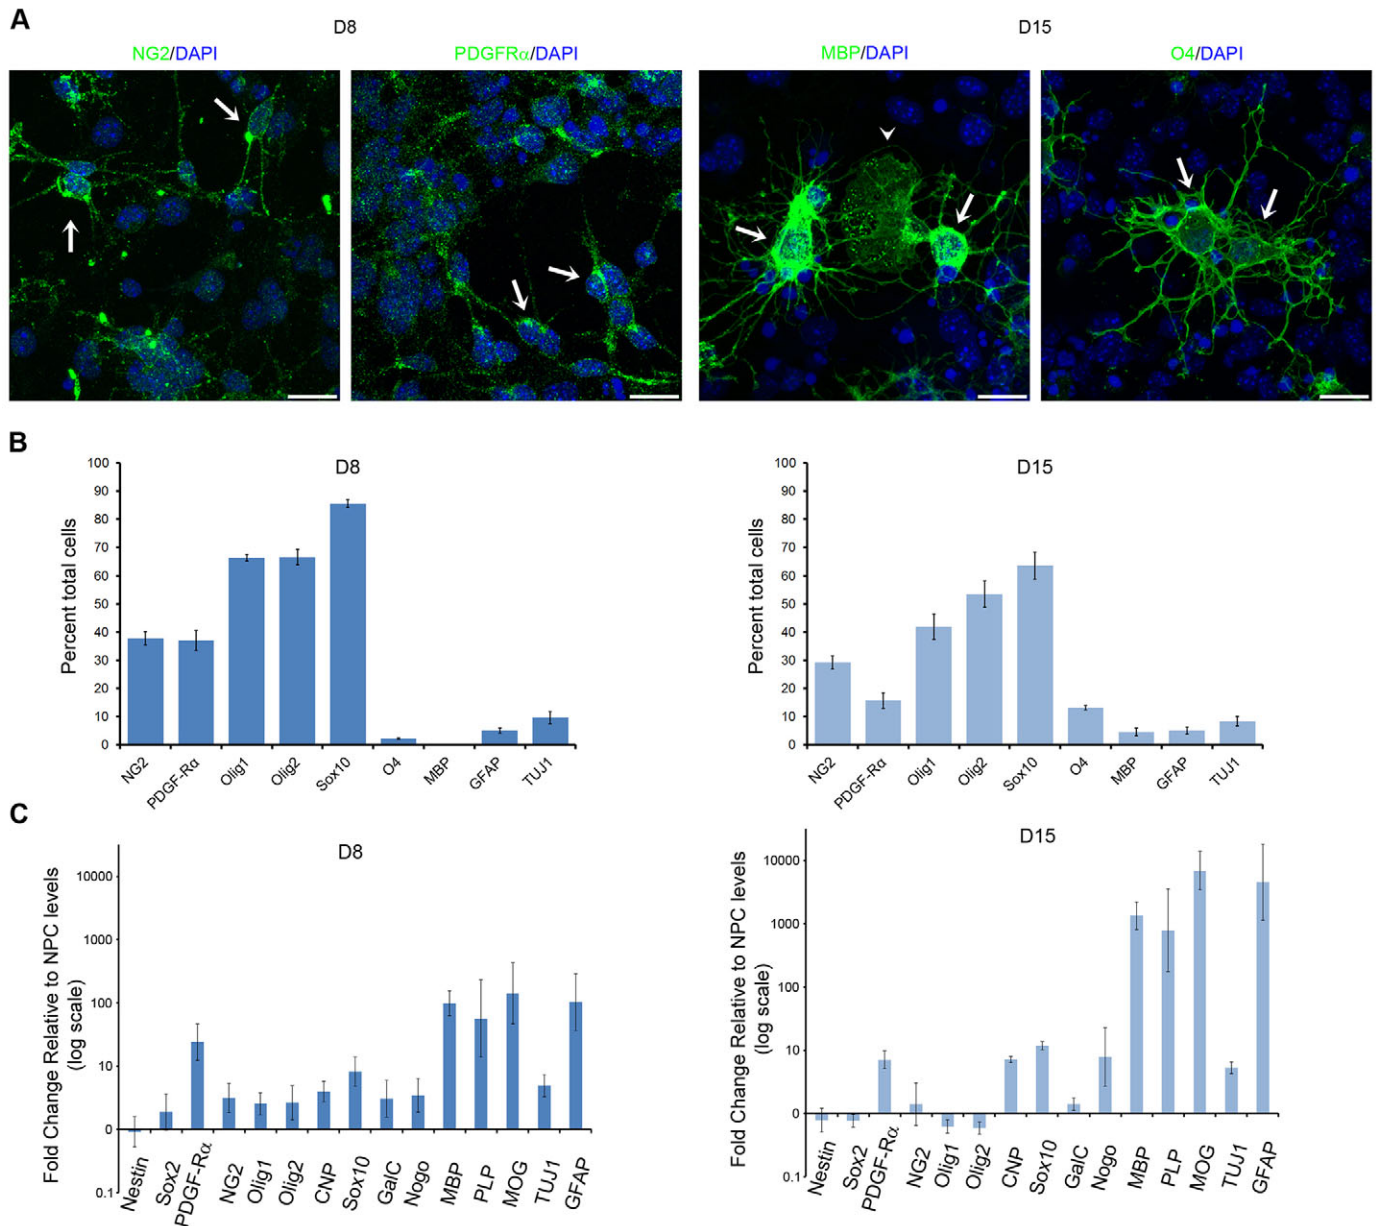 A
D8
D15
NG2/DAPI
PDGFRα/DAPI
MBP/DAPI
O4/DAPI
B
D8
Percent total cells
100
90
80
70
60
50
40
30
20
10
0
NG2
PDGF-Rα
Olig1
Olig2
Sox10
O4
MBP
GFAP
TUJ1
D15
Percent total cells
100
90
80
70
60
50
40
30
20
10
0
NG2
PDGF-Rα
Olig1
Olig2
Sox10
O4
MBP
GFAP
TUJ1
C
D8
Fold Change Relative to NPC levels
(log scale)
10000
1000
100
10
0
0.1
Nestin
Sox2
PDGF-Rα
NG2
Olig1
Olig2
CNP
Sox10
GalC
Nogo
MBP
PLP
MOG
TUJ1
GFAP
D15
Fold Change Relative to NPC levels
(log scale)
10000
1000
100
10
0
0.1
Nestin
Sox2
PDGF-Rα
NG2
Olig1
Olig2
CNP
Sox10
GalC
Nogo
MBP
PLP
MOG
TUJ1
GFAP